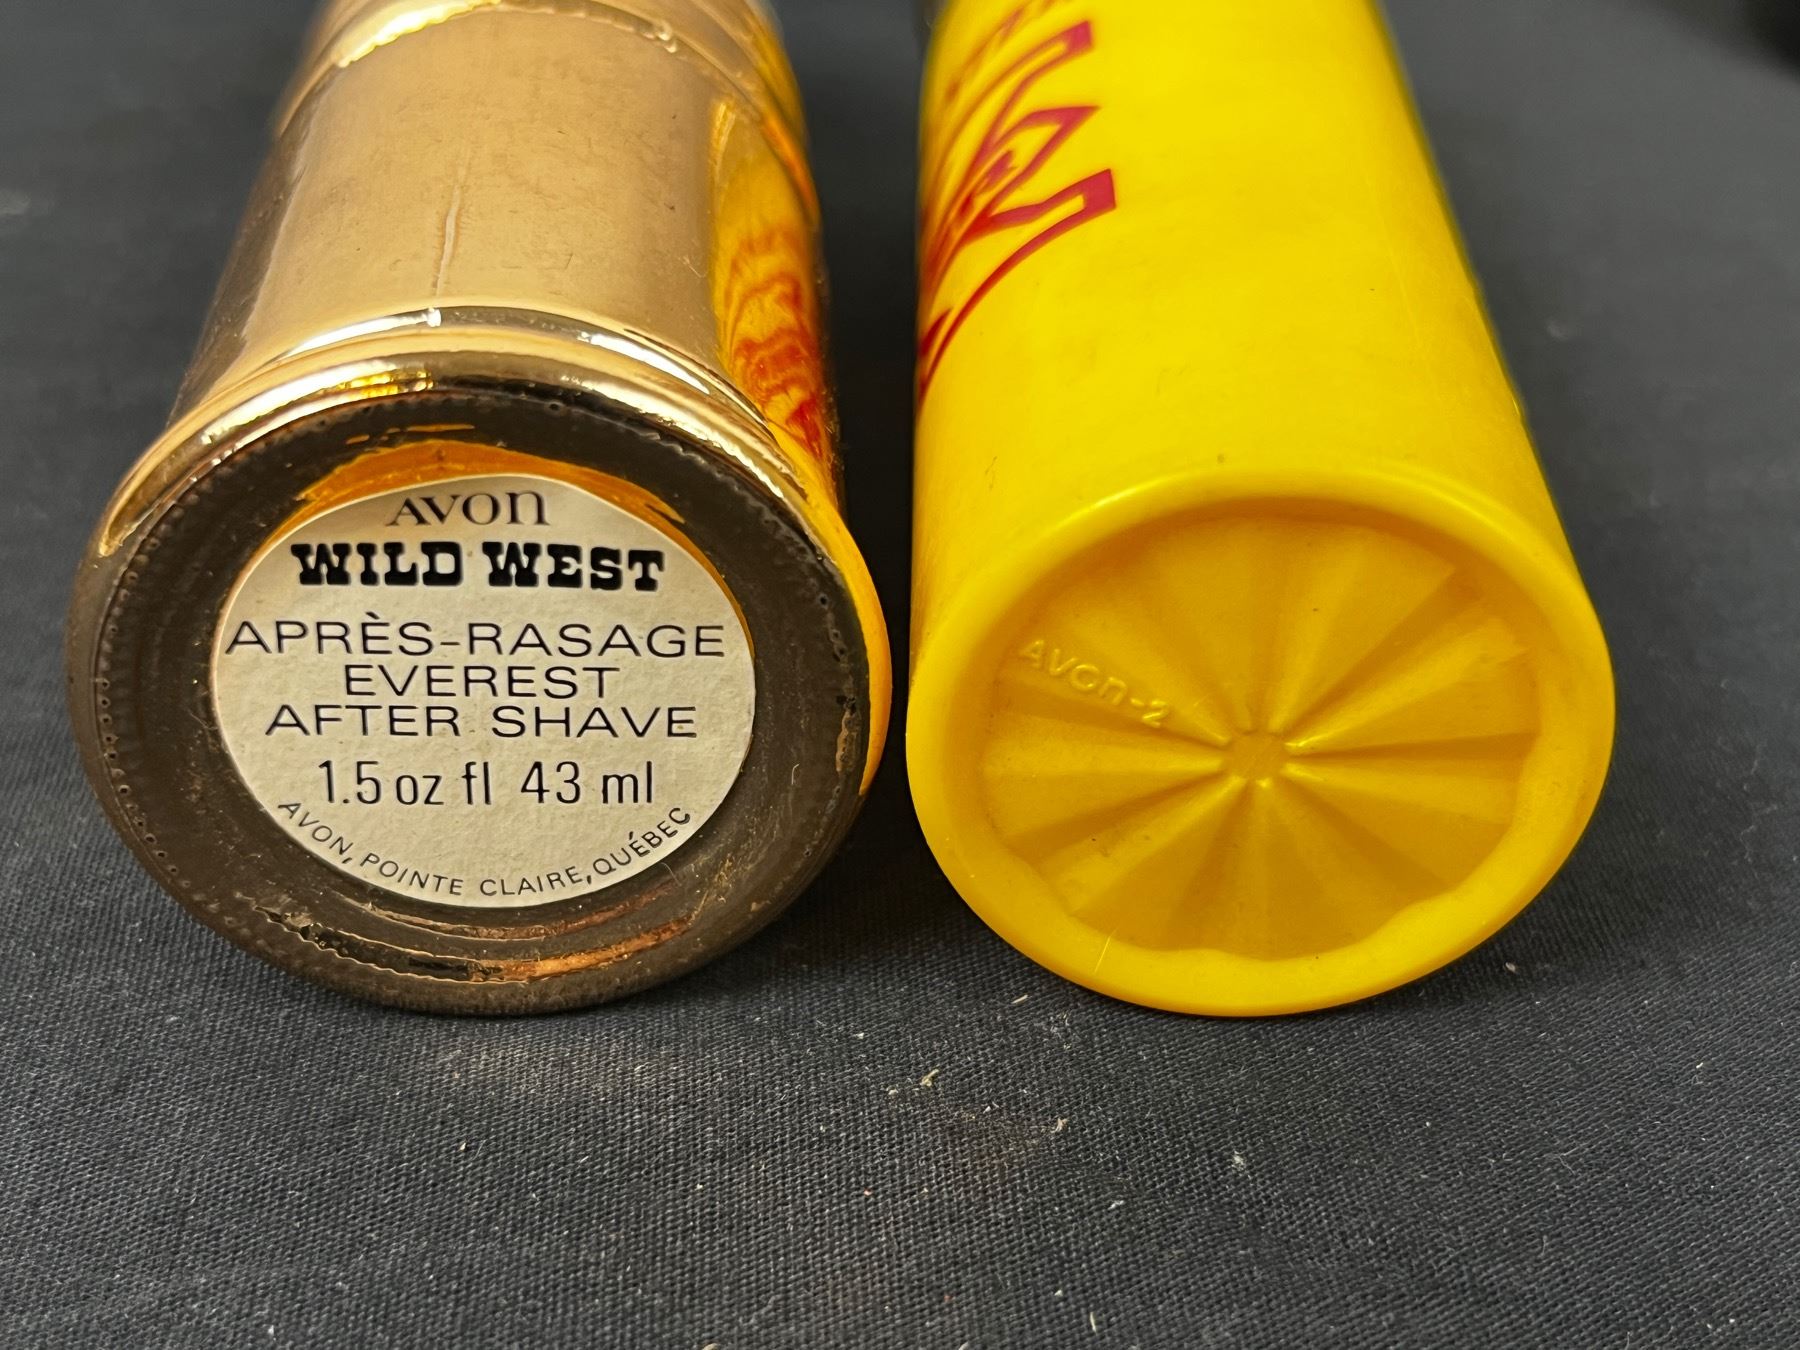 AVON
WILD WEST
APRÈS-RASAGE
EVEREST
AFTER SHAVE
1.5 oz fl 43 ml
AVON, POINTE CLAIRE, QUÉBEC
AVON-2